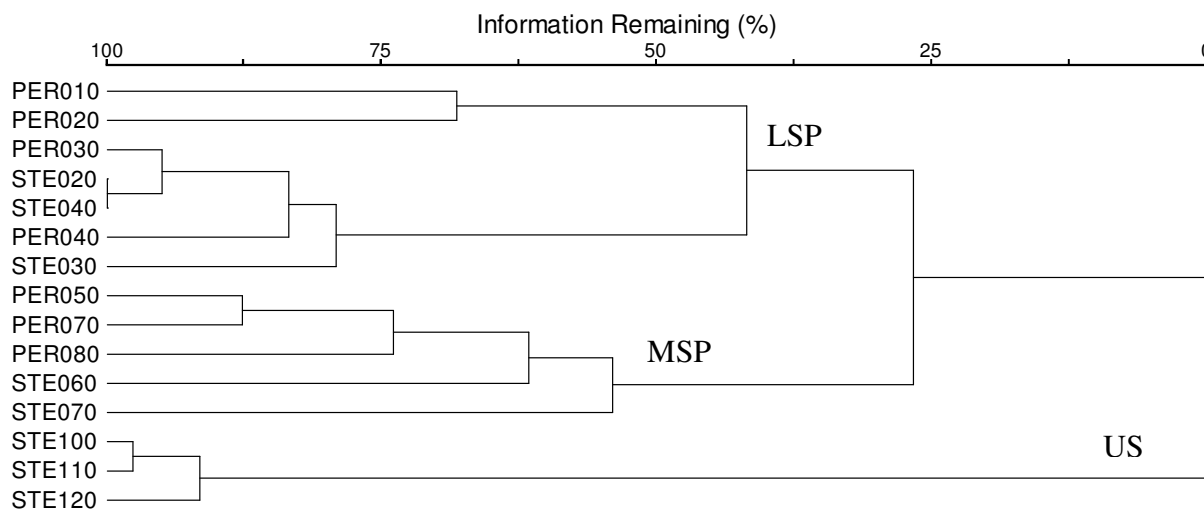 Information Remaining (%)
100 75 50 25 0
PER010
PER020
PER030
LSP
STE020
STE040
PER040
STE030
PER050
PER070
PER080
MSP
STE060
STE070
STE100
US
STE110
STE120